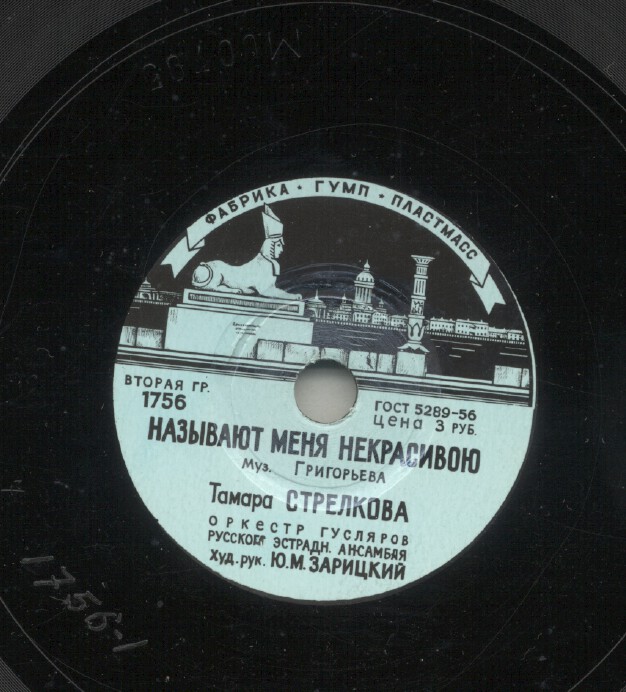 ФАБРИКА · ГУМП · ПЛАСТМАСС
ВТОРАЯ ГР.
1756
ГОСТ 5289-56
Цена 3 РУБ.
НАЗЫВАЮТ МЕНЯ НЕКРАСИВОЮ
Муз. ГРИГОРЬЕВА
Тамара СТРЕЛКОВА
ОРКЕСТР ГУСЛЯРОВ
РУССКОГ ЭСТРАДН. АНСАМБЛЯ
Худ. рук. Ю.М. ЗАРИЦКИЙ
1756-1